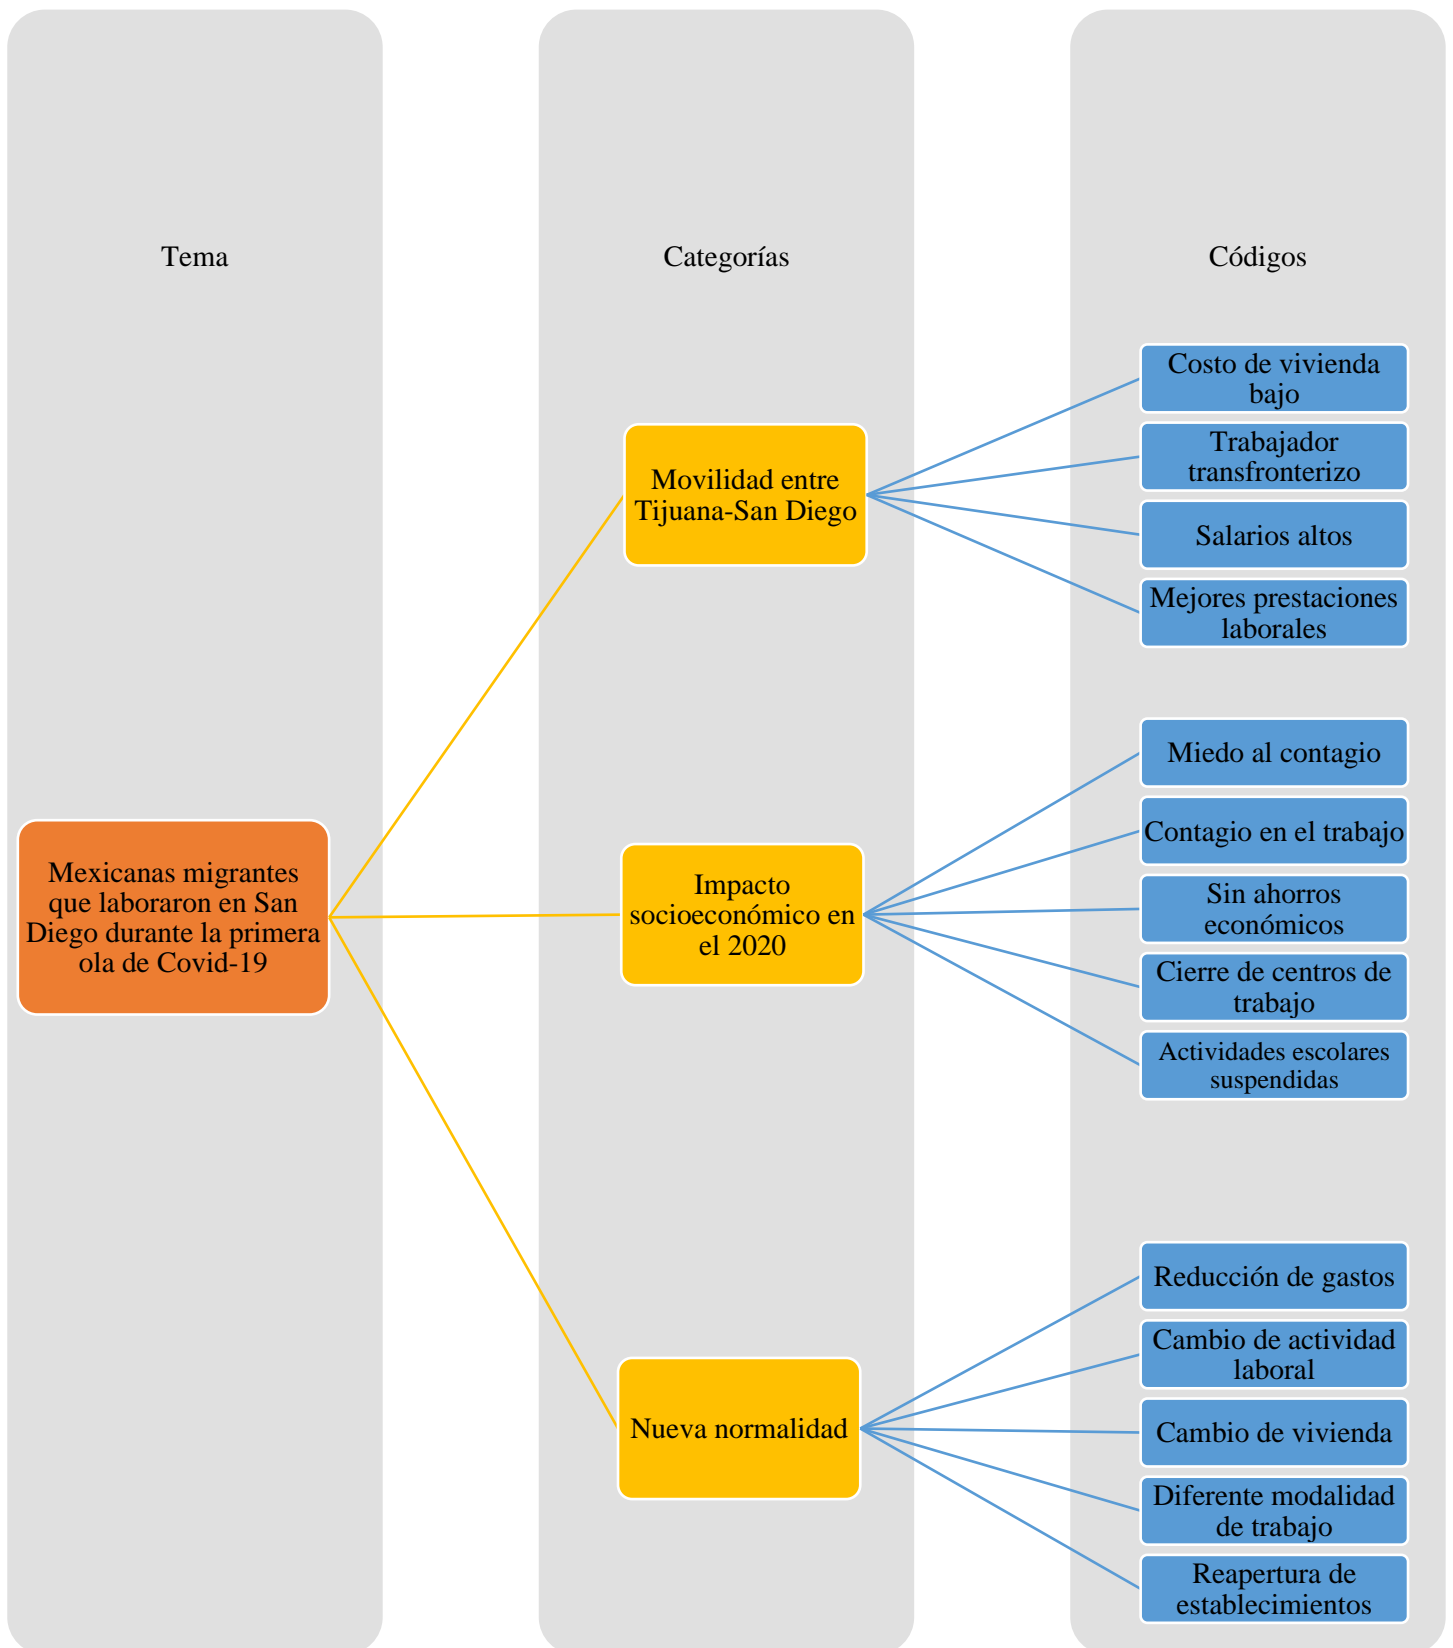 Tema
Categorías
Códigos
Mexicanas migrantes
que laboraron en San
Diego durante la primera
ola de Covid-19
Movilidad entre
Tijuana-San Diego
Costo de vivienda
bajo
Trabajador
transfronterizo
Salarios altos
Mejores prestaciones
laborales
Impacto
socioeconómico en
el 2020
Miedo al contagio
Contagio en el trabajo
Sin ahorros
económicos
Cierre de centros de
trabajo
Actividades escolares
suspendidas
Nueva normalidad
Reducción de gastos
Cambio de actividad
laboral
Cambio de vivienda
Diferente modalidad
de trabajo
Reapertura de
establecimientos